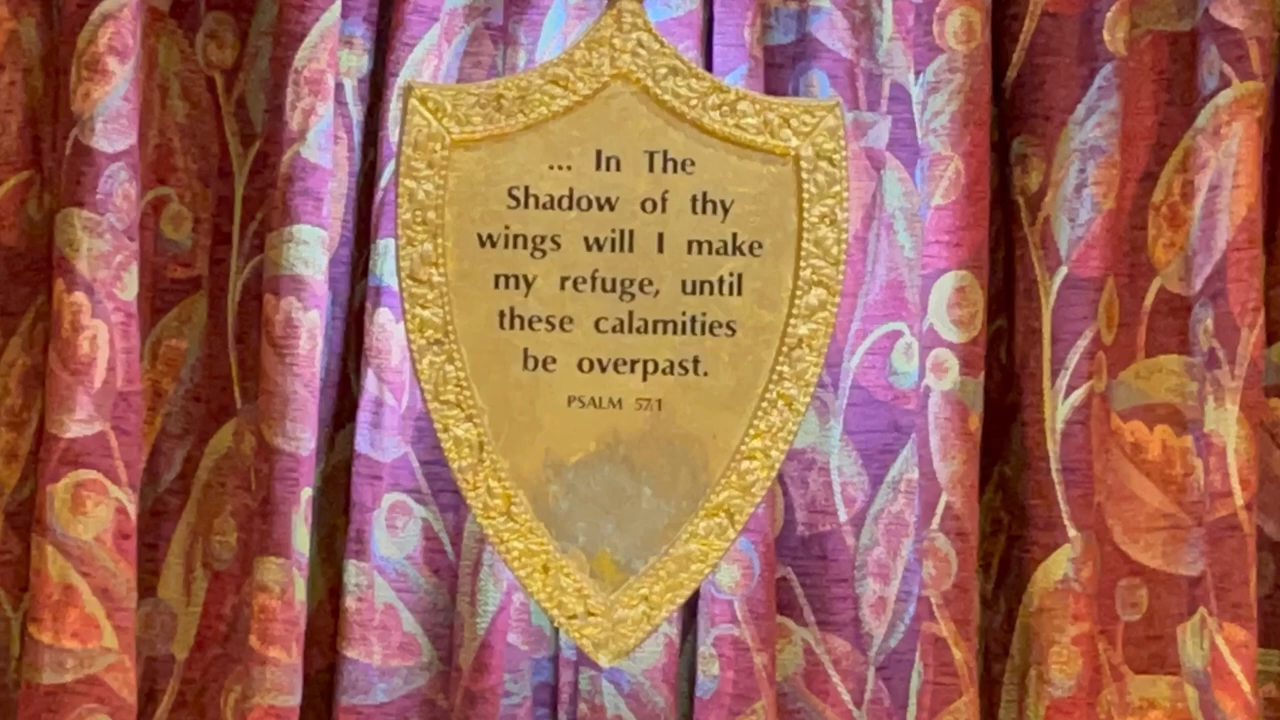 ... In The
Shadow of thy
wings will I make
my refuge, until
these calamities
be overpast.
PSALM 57:1